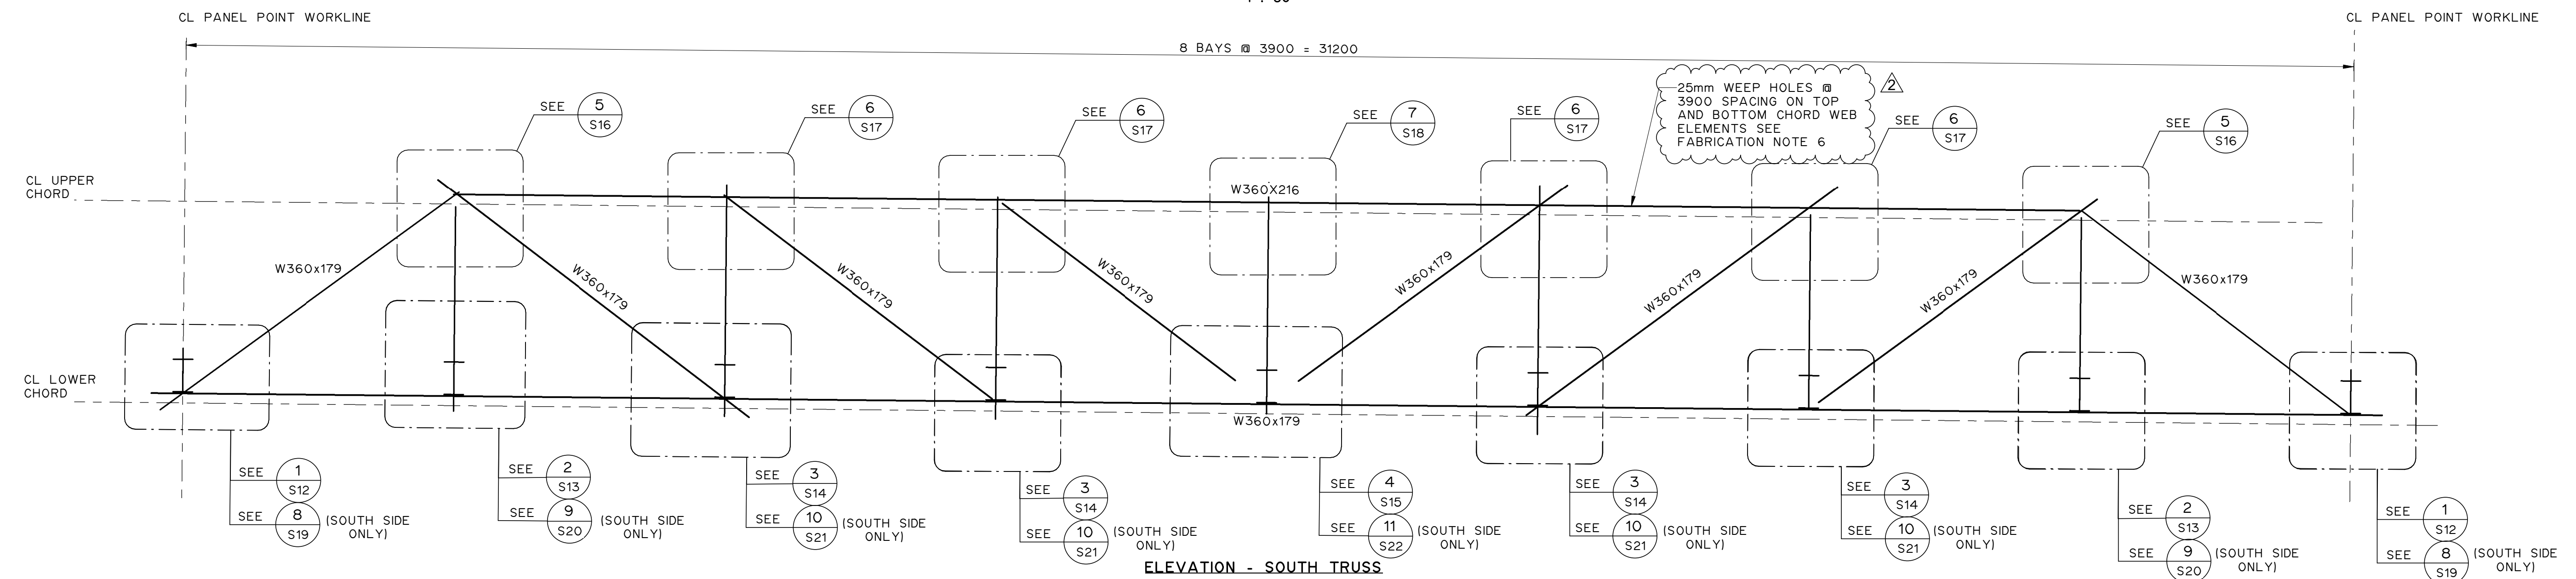 CL PANEL POINT WORKLINE
CL PANEL POINT WORKLINE
8 BAYS @ 3900 = 31200
25mm WEEP HOLES @
3900 SPACING ON TOP
AND BOTTOM CHORD WEB
ELEMENTS SEE
FABRICATION NOTE 6
2
SEE 5
S16
SEE 6
S17
SEE 6
S17
SEE 7
S18
SEE 6
S17
SEE 6
S17
SEE 5
S16
CL UPPER
CHORD
W360X216
W360x179
W360x179
W360x179
W360x179
W360x179
W360x179
W360x179
W360x179
CL LOWER
CHORD
W360x179
SEE 1
S12
SEE 8
S19
(SOUTH SIDE
ONLY)
SEE 2
S13
SEE 9
S20
(SOUTH SIDE
ONLY)
SEE 3
S14
SEE 10
S21
(SOUTH SIDE
ONLY)
SEE 3
S14
SEE 10
S21
(SOUTH SIDE
ONLY)
SEE 4
S15
SEE 11
S22
(SOUTH SIDE
ONLY)
SEE 3
S14
SEE 10
S21
(SOUTH SIDE
ONLY)
SEE 3
S14
SEE 10
S21
(SOUTH SIDE
ONLY)
SEE 2
S13
SEE 9
S20
(SOUTH SIDE
ONLY)
SEE 1
S12
SEE 8
S19
(SOUTH SIDE
ONLY)
ELEVATION - SOUTH TRUSS